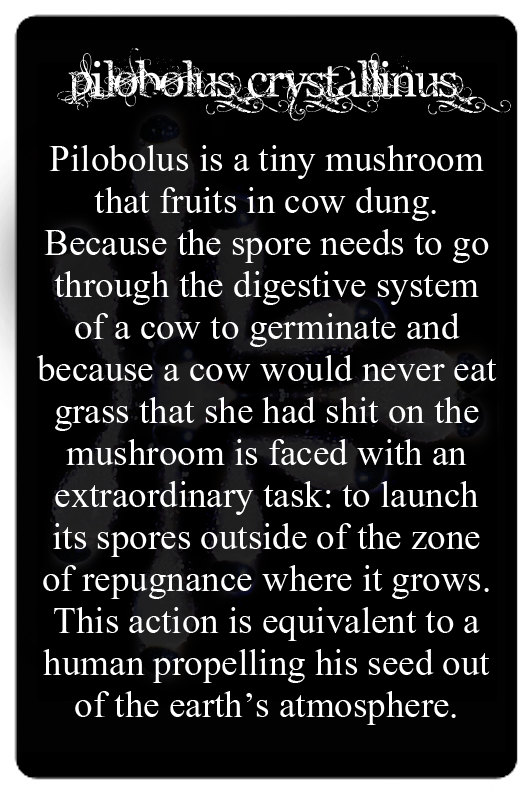 pilobolus crystallinus
Pilobolus is a tiny mushroom
that fruits in cow dung.
Because the spore needs to go
through the digestive system
of a cow to germinate and
because a cow would never eat
grass that she had shit on the
mushroom is faced with an
extraordinary task: to launch
its spores outside of the zone
of repugnance where it grows.
This action is equivalent to a
human propelling his seed out
of the earth’s atmosphere.